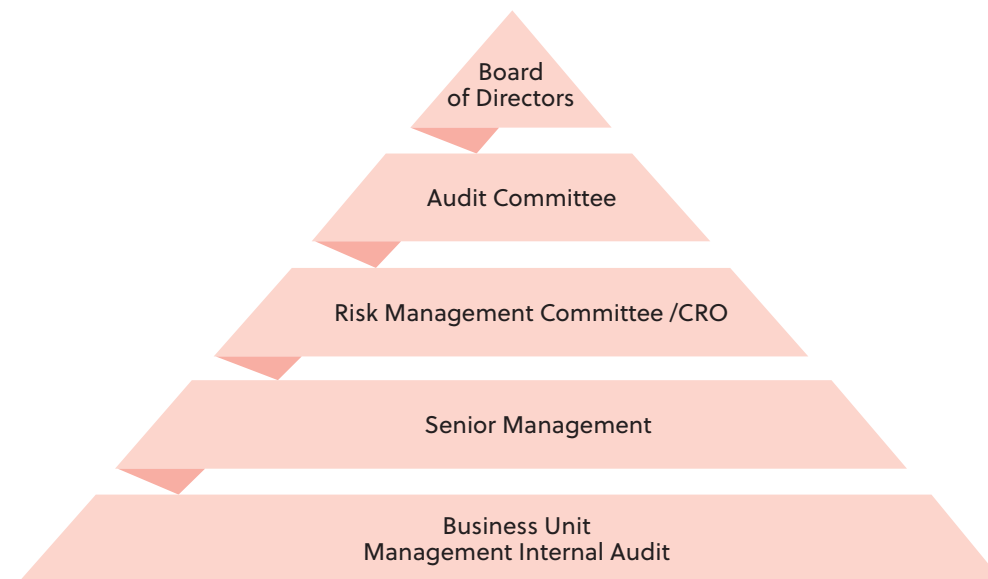 Board
of Directors
Audit Committee
Risk Management Committee /CRO
Senior Management
Business Unit
Management Internal Audit